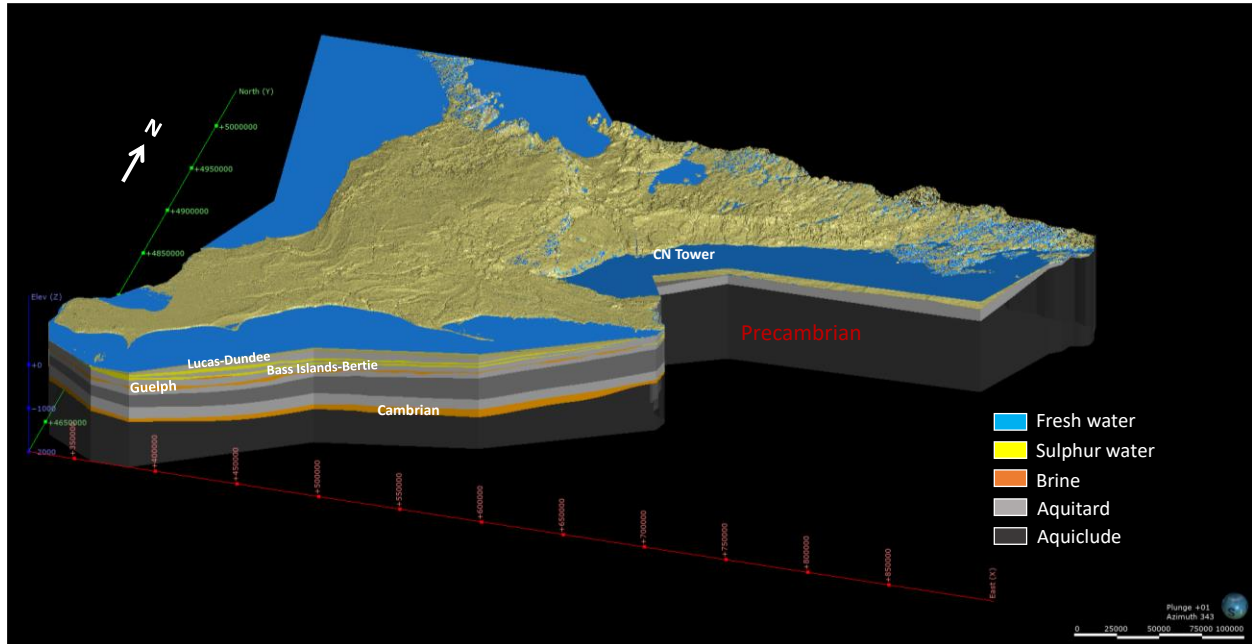 North (Y)
+5000000
N
+4950000
+4900000
+4850000
CN Tower
Elev (Z)
Precambrian
Lucas-Dundee
+0
Bass Islands-Bertie
Guelph
-1000
Cambrian
+4650000
-2000
+350000
+400000
+450000
+500000
+550000
+600000
+650000
+700000
+750000
+800000
+850000
East (X)
Fresh water
Sulphur water
Brine
Aquitard
Aquiclude
Plunge +01
Azimuth 343
0 25000 50000 75000 100000